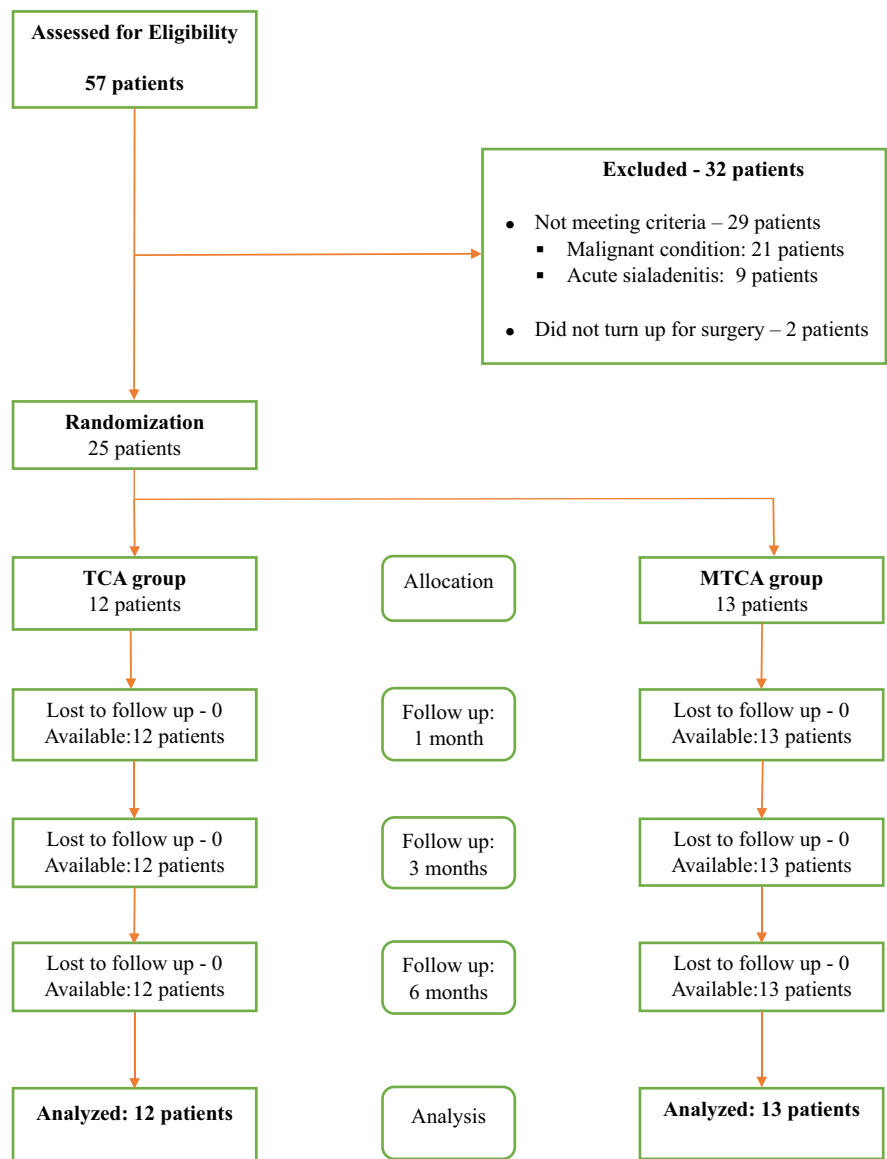 Assessed for Eligibility
57 patients
Excluded - 32 patients
● Not meeting criteria – 29 patients
▪ Malignant condition: 21 patients
▪ Acute sialadenitis: 9 patients
● Did not turn up for surgery – 2 patients
Randomization
25 patients
TCA group
12 patients
Allocation
MTCA group
13 patients
Lost to follow up - 0
Available:12 patients
Follow up:
1 month
Lost to follow up - 0
Available:13 patients
Lost to follow up - 0
Available:12 patients
Follow up:
3 months
Lost to follow up - 0
Available:13 patients
Lost to follow up - 0
Available:12 patients
Follow up:
6 months
Lost to follow up - 0
Available:13 patients
Analyzed: 12 patients
Analysis
Analyzed: 13 patients